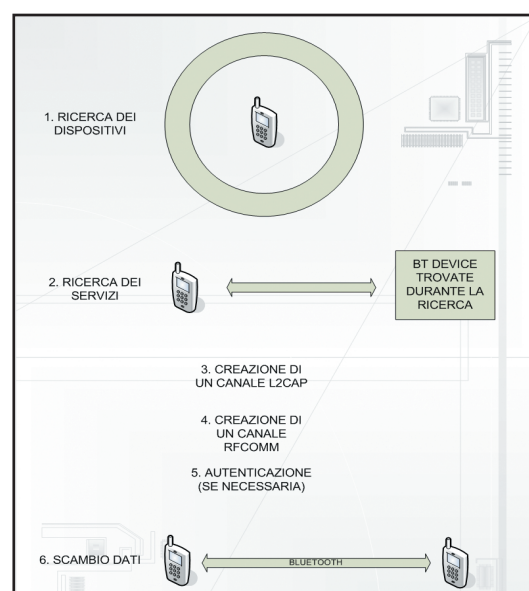 1. RICERCA DEI
DISPOSITIVI
2. RICERCA DEI
SERVIZI
BT DEVICE
TROVATE
DURANTE LA
RICERCA
3. CREAZIONE DI
UN CANALE L2CAP
4. CREAZIONE DI
UN CANALE
RFCOMM
5. AUTENTICAZIONE
(SE NECESSARIA)
6. SCAMBIO DATI
BLUETOOTH